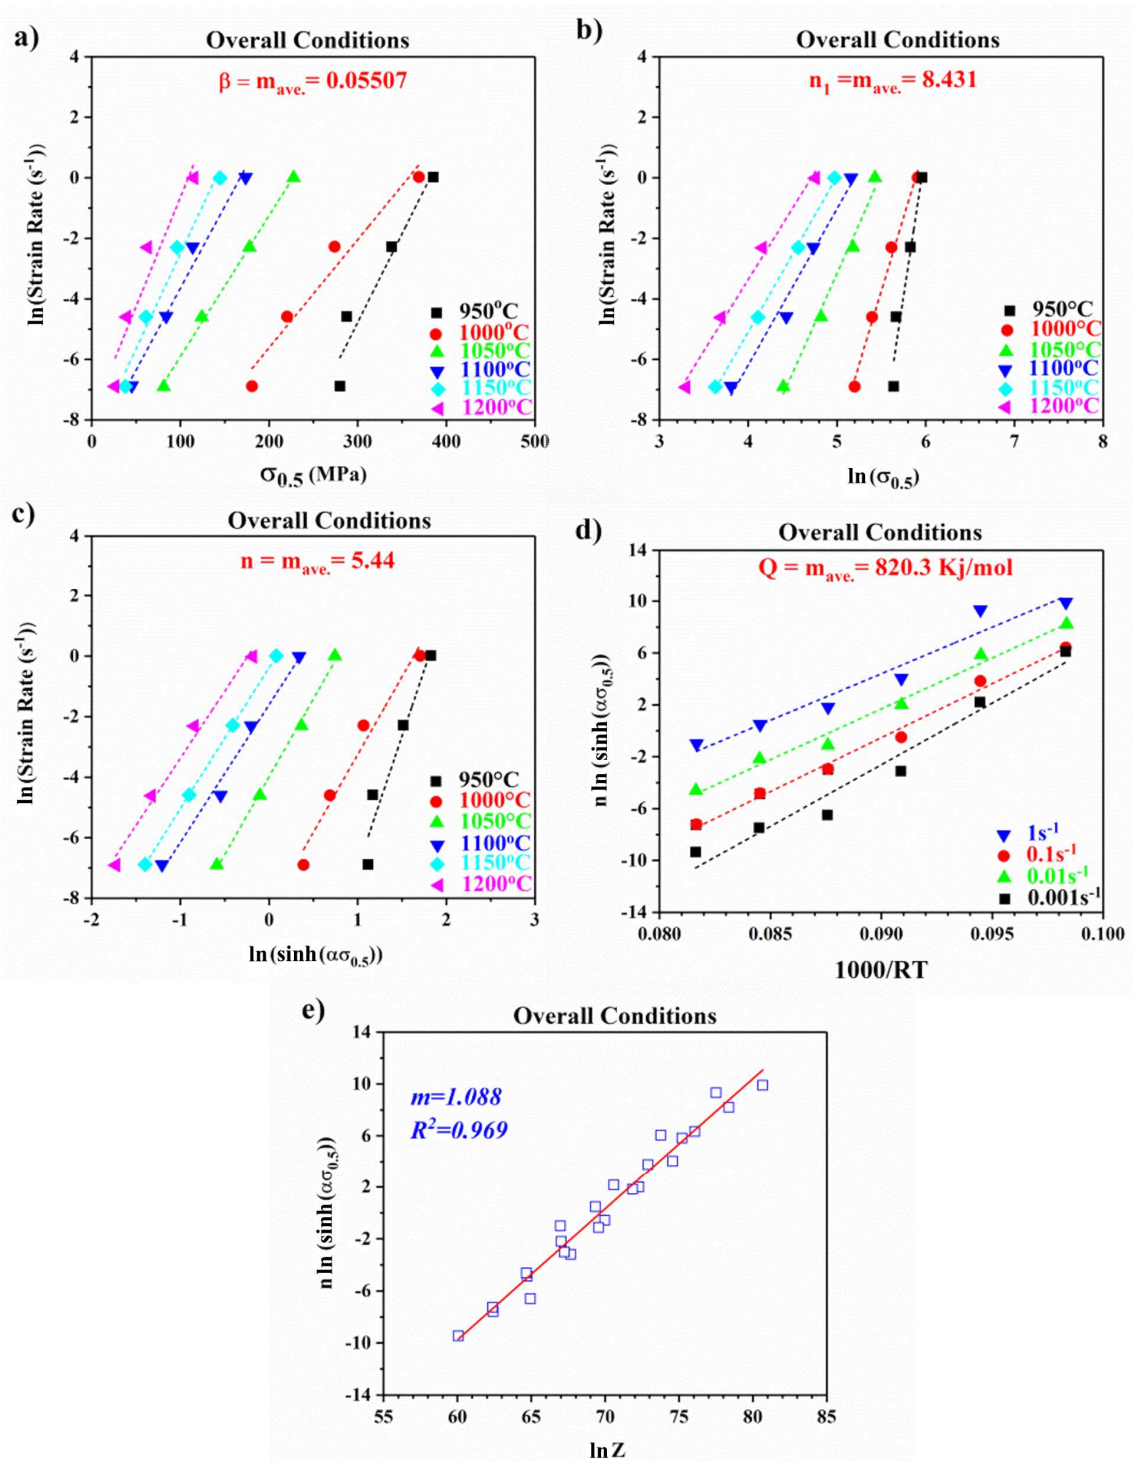 a)
Overall Conditions
β = m_ave.= 0.05507
ln(Strain Rate (s⁻¹))
4
2
0
-2
-4
-6
-8
950°C
1000°C
1050°C
1100°C
1150°C
1200°C
0 100 200 300 400 500
σ₀.₅ (MPa)
b)
Overall Conditions
n₁ =m_ave.= 8.431
ln(Strain Rate (s⁻¹))
4
2
0
-2
-4
-6
-8
950°C
1000°C
1050°C
1100°C
1150°C
1200°C
3 4 5 6 7 8
ln(σ₀.₅)
c)
Overall Conditions
n = m_ave.= 5.44
ln(Strain Rate (s⁻¹))
4
2
0
-2
-4
-6
-8
950°C
1000°C
1050°C
1100°C
1150°C
1200°C
-2 -1 0 1 2 3
ln(sinh(ασ₀.₅))
d)
Overall Conditions
Q = m_ave.= 820.3 Kj/mol
n ln (sinh(ασ₀.₅))
14
10
6
2
-2
-6
-10
-14
1s⁻¹
0.1s⁻¹
0.01s⁻¹
0.001s⁻¹
0.080 0.085 0.090 0.095 0.100
1000/RT
e)
Overall Conditions
m=1.088
R²=0.969
n ln (sinh(ασ₀.₅))
14
10
6
2
-2
-6
-10
-14
55 60 65 70 75 80 85
lnZ